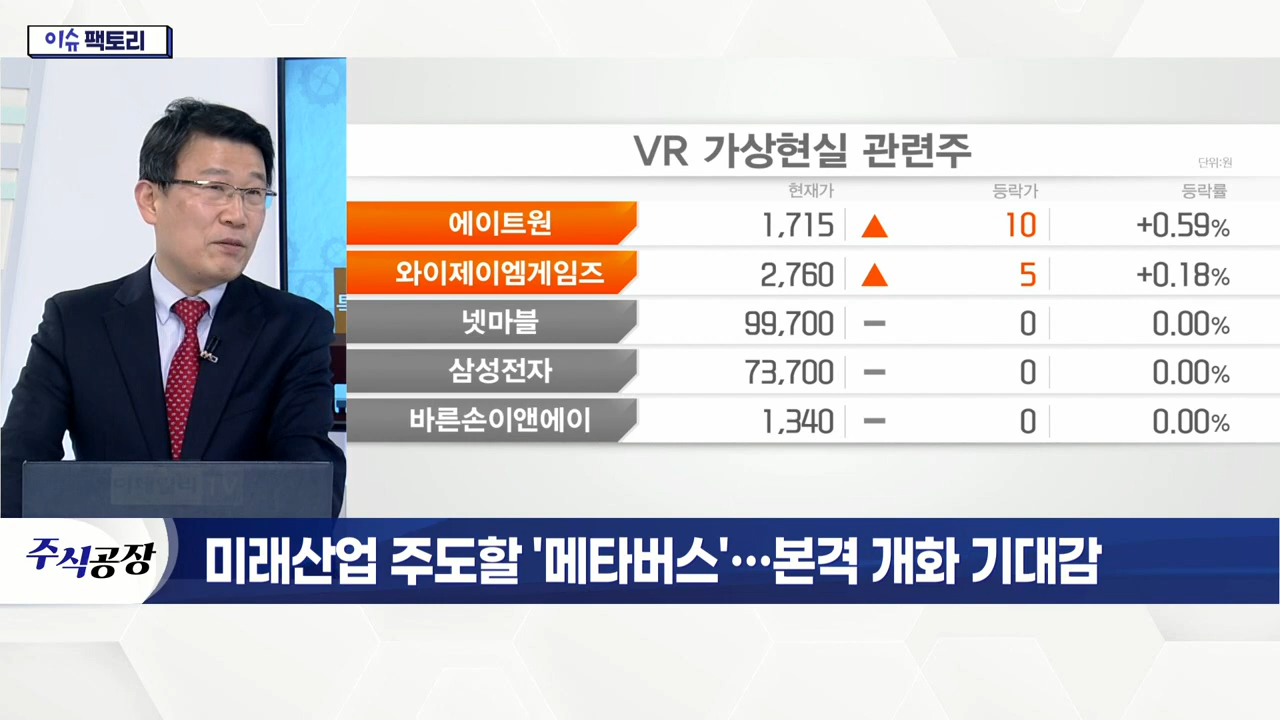 이슈 팩토리
VR 가상현실 관련주
단위:원
현재가 등락가 등락률
에이트원 1,715 ▲ 10 +0.59%
와이제이엠게임즈 2,760 ▲ 5 +0.18%
넷마블 99,700 － 0 0.00%
삼성전자 73,700 － 0 0.00%
바른손이앤에이 1,340 － 0 0.00%
주식공장
미래산업 주도할 '메타버스'…본격 개화 기대감